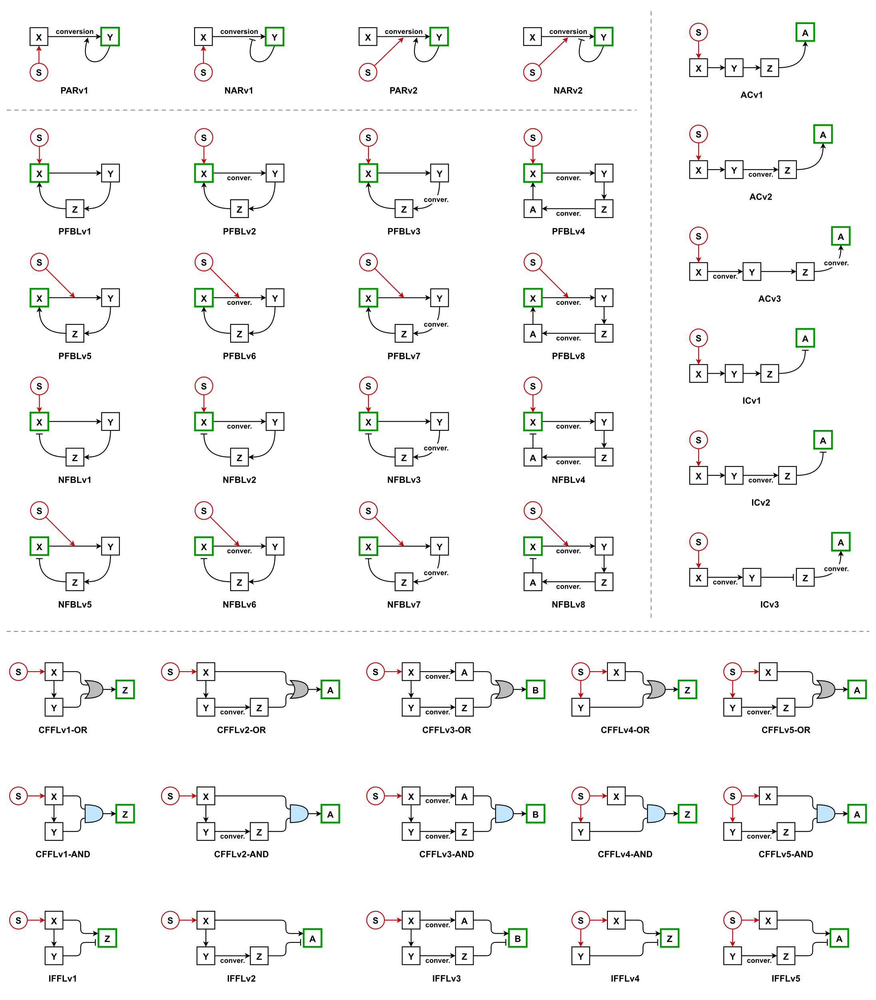 X conversion Y
S
PARv1
X conversion Y
S
NARv1
X conversion Y
S
PARv2
X conversion Y
S
NARv2
S A
X Y Z
ACv1
S A
X Y conver. Z
ACv2
S A
X conver. Y Z conver.
ACv3
S A
X Y Z
ICv1
S A
X Y conver. Z
ICv2
S A
X conver. Y Z conver.
ICv3
S
X Y
Z
PFBLv1
S
X conver. Y
Z
PFBLv2
S
X Y
conver.
Z
PFBLv3
S
X conver. Y
A conver. Z
PFBLv4
S
X Y
Z
PFBLv5
S
X conver. Y
Z
PFBLv6
S
X Y
conver.
Z
PFBLv7
S
X conver. Y
A conver. Z
PFBLv8
S
X Y
Z
NFBLv1
S
X conver. Y
Z
NFBLv2
S
X Y
conver.
Z
NFBLv3
S
X conver. Y
A conver. Z
NFBLv4
S
X Y
Z
NFBLv5
S
X conver. Y
Z
NFBLv6
S
X Y
conver.
Z
NFBLv7
S
X conver. Y
A conver. Z
NFBLv8
S X
Z
Y
CFFLv1-OR
S X
A
Y conver. Z
CFFLv2-OR
S X conver. A
B
Y conver. Z
CFFLv3-OR
S X
Z
Y
CFFLv4-OR
S X
A
Y conver. Z
CFFLv5-OR
S X
Z
Y
CFFLv1-AND
S X
A
Y conver. Z
CFFLv2-AND
S X conver. A
B
Y conver. Z
CFFLv3-AND
S X
Z
Y
CFFLv4-AND
S X
A
Y conver. Z
CFFLv5-AND
S X
Z
Y
IFFLv1
S X
A
Y conver. Z
IFFLv2
S X conver. A
B
Y conver. Z
IFFLv3
S X
Z
Y
IFFLv4
S X
A
Y conver. Z
IFFLv5